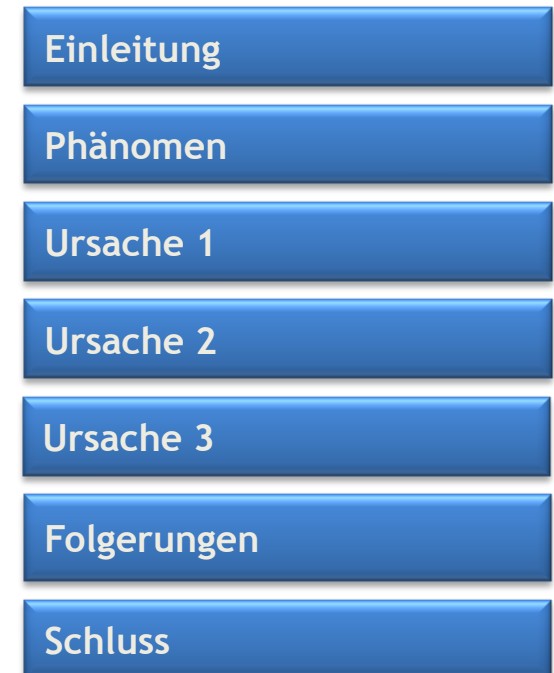 Einleitung
Phänomen
Ursache 1
Ursache 2
Ursache 3
Folgerungen
Schluss